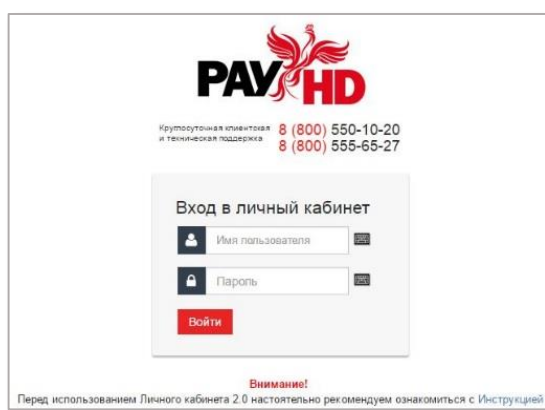 PAY HD
Круглосуточная клиентская 8 (800) 550-10-20
и техническая поддержка 8 (800) 555-65-27
Вход в личный кабинет
Имя пользователя
Пароль
Войти
Внимание!
Перед использованием Личного кабинета 2.0 настоятельно рекомендуем ознакомиться с Инструкцией